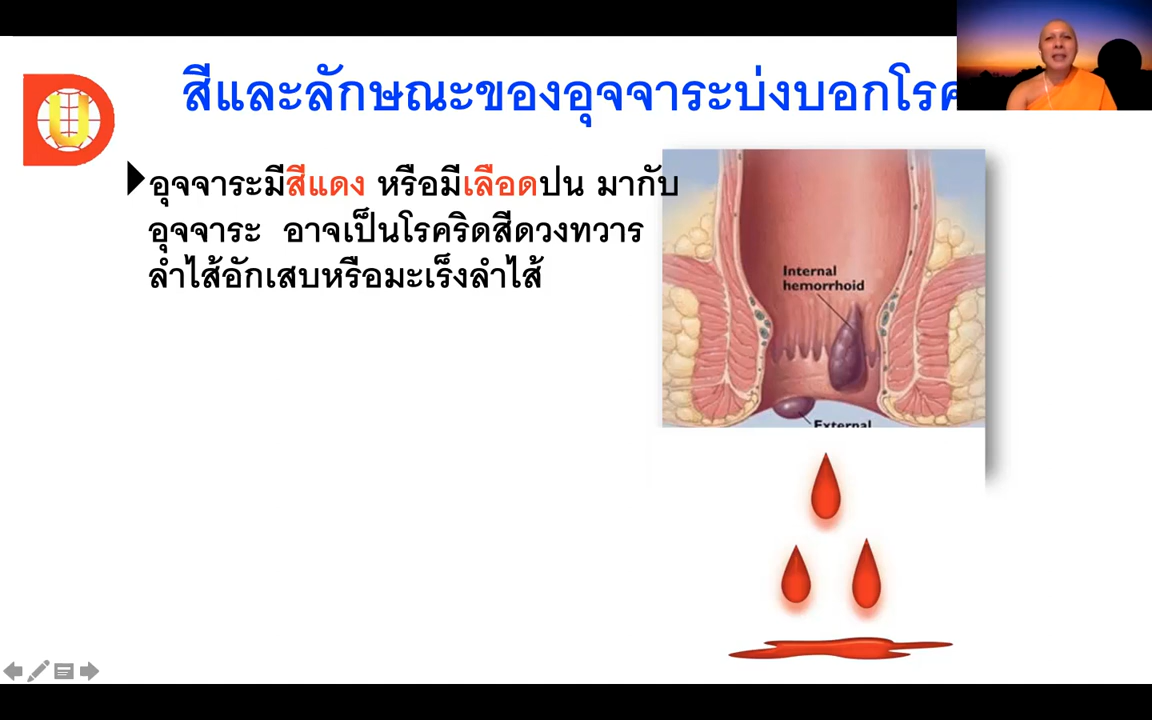 สีและลักษณะของอุจจาระบ่งบอกโรค
อุจจาระมีสีแดง หรือมีเลือดปน มากับ
อุจจาระ อาจเป็นโรคริดสีดวงทวาร
ลำไส้อักเสบหรือมะเร็งลำไส้
Internal
hemorrhoid
External
U